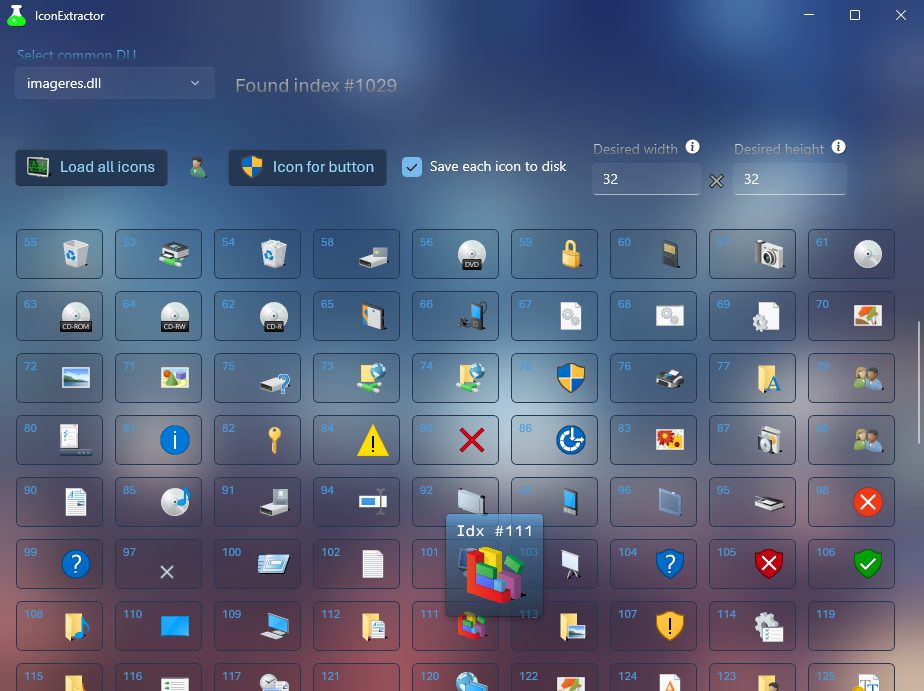 IconExtractor
Select common DLL
imageres.dll
Found index #1029
Load all icons
Icon for button
Save each icon to disk
Desired width
Desired height
32
32
55 53 54 58 56 59 60 57 61
DVD
63 64 62 65 66 67 68 69 70
CD-ROM CD-RW CD-R
72 71 75 73 74 78 76 77 79
80 81 82 84 89 86 83 87 88
90 85 91 94 92 96 95 98
Idx #111
99 97 100 102 101 103 104 105 106
108 110 109 112 111 113 107 114 119
115 116 117 121 120 122 124 123 125